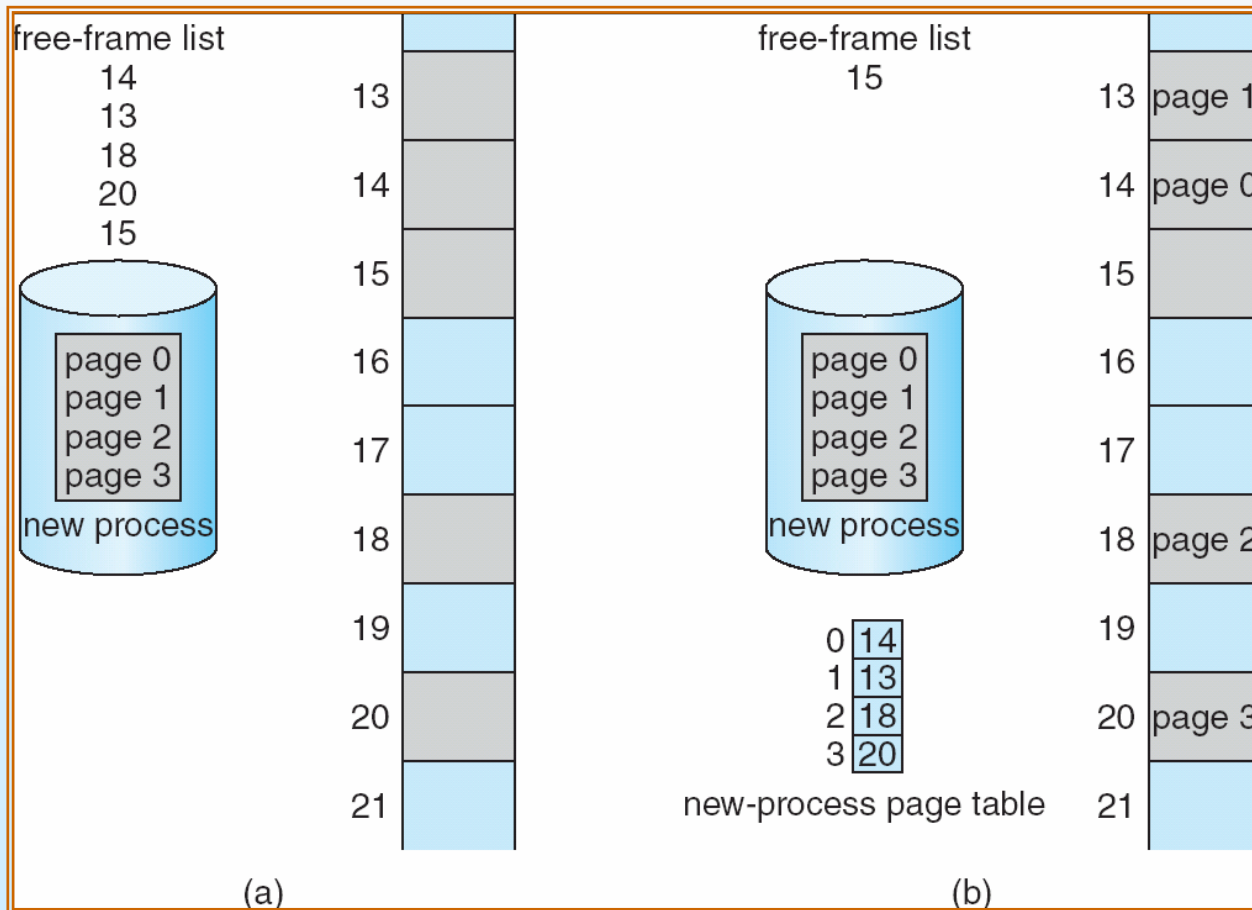 free-frame list
14
13
18
20
15
page 0
page 1
page 2
page 3
new process
13
14
15
16
17
18
19
20
21
(a)
free-frame list
15
page 0
page 1
page 2
page 3
new process
0 14
1 13
2 18
3 20
new-process page table
13 page 1
14 page 0
15
16
17
18 page 2
19
20 page 3
21
(b)